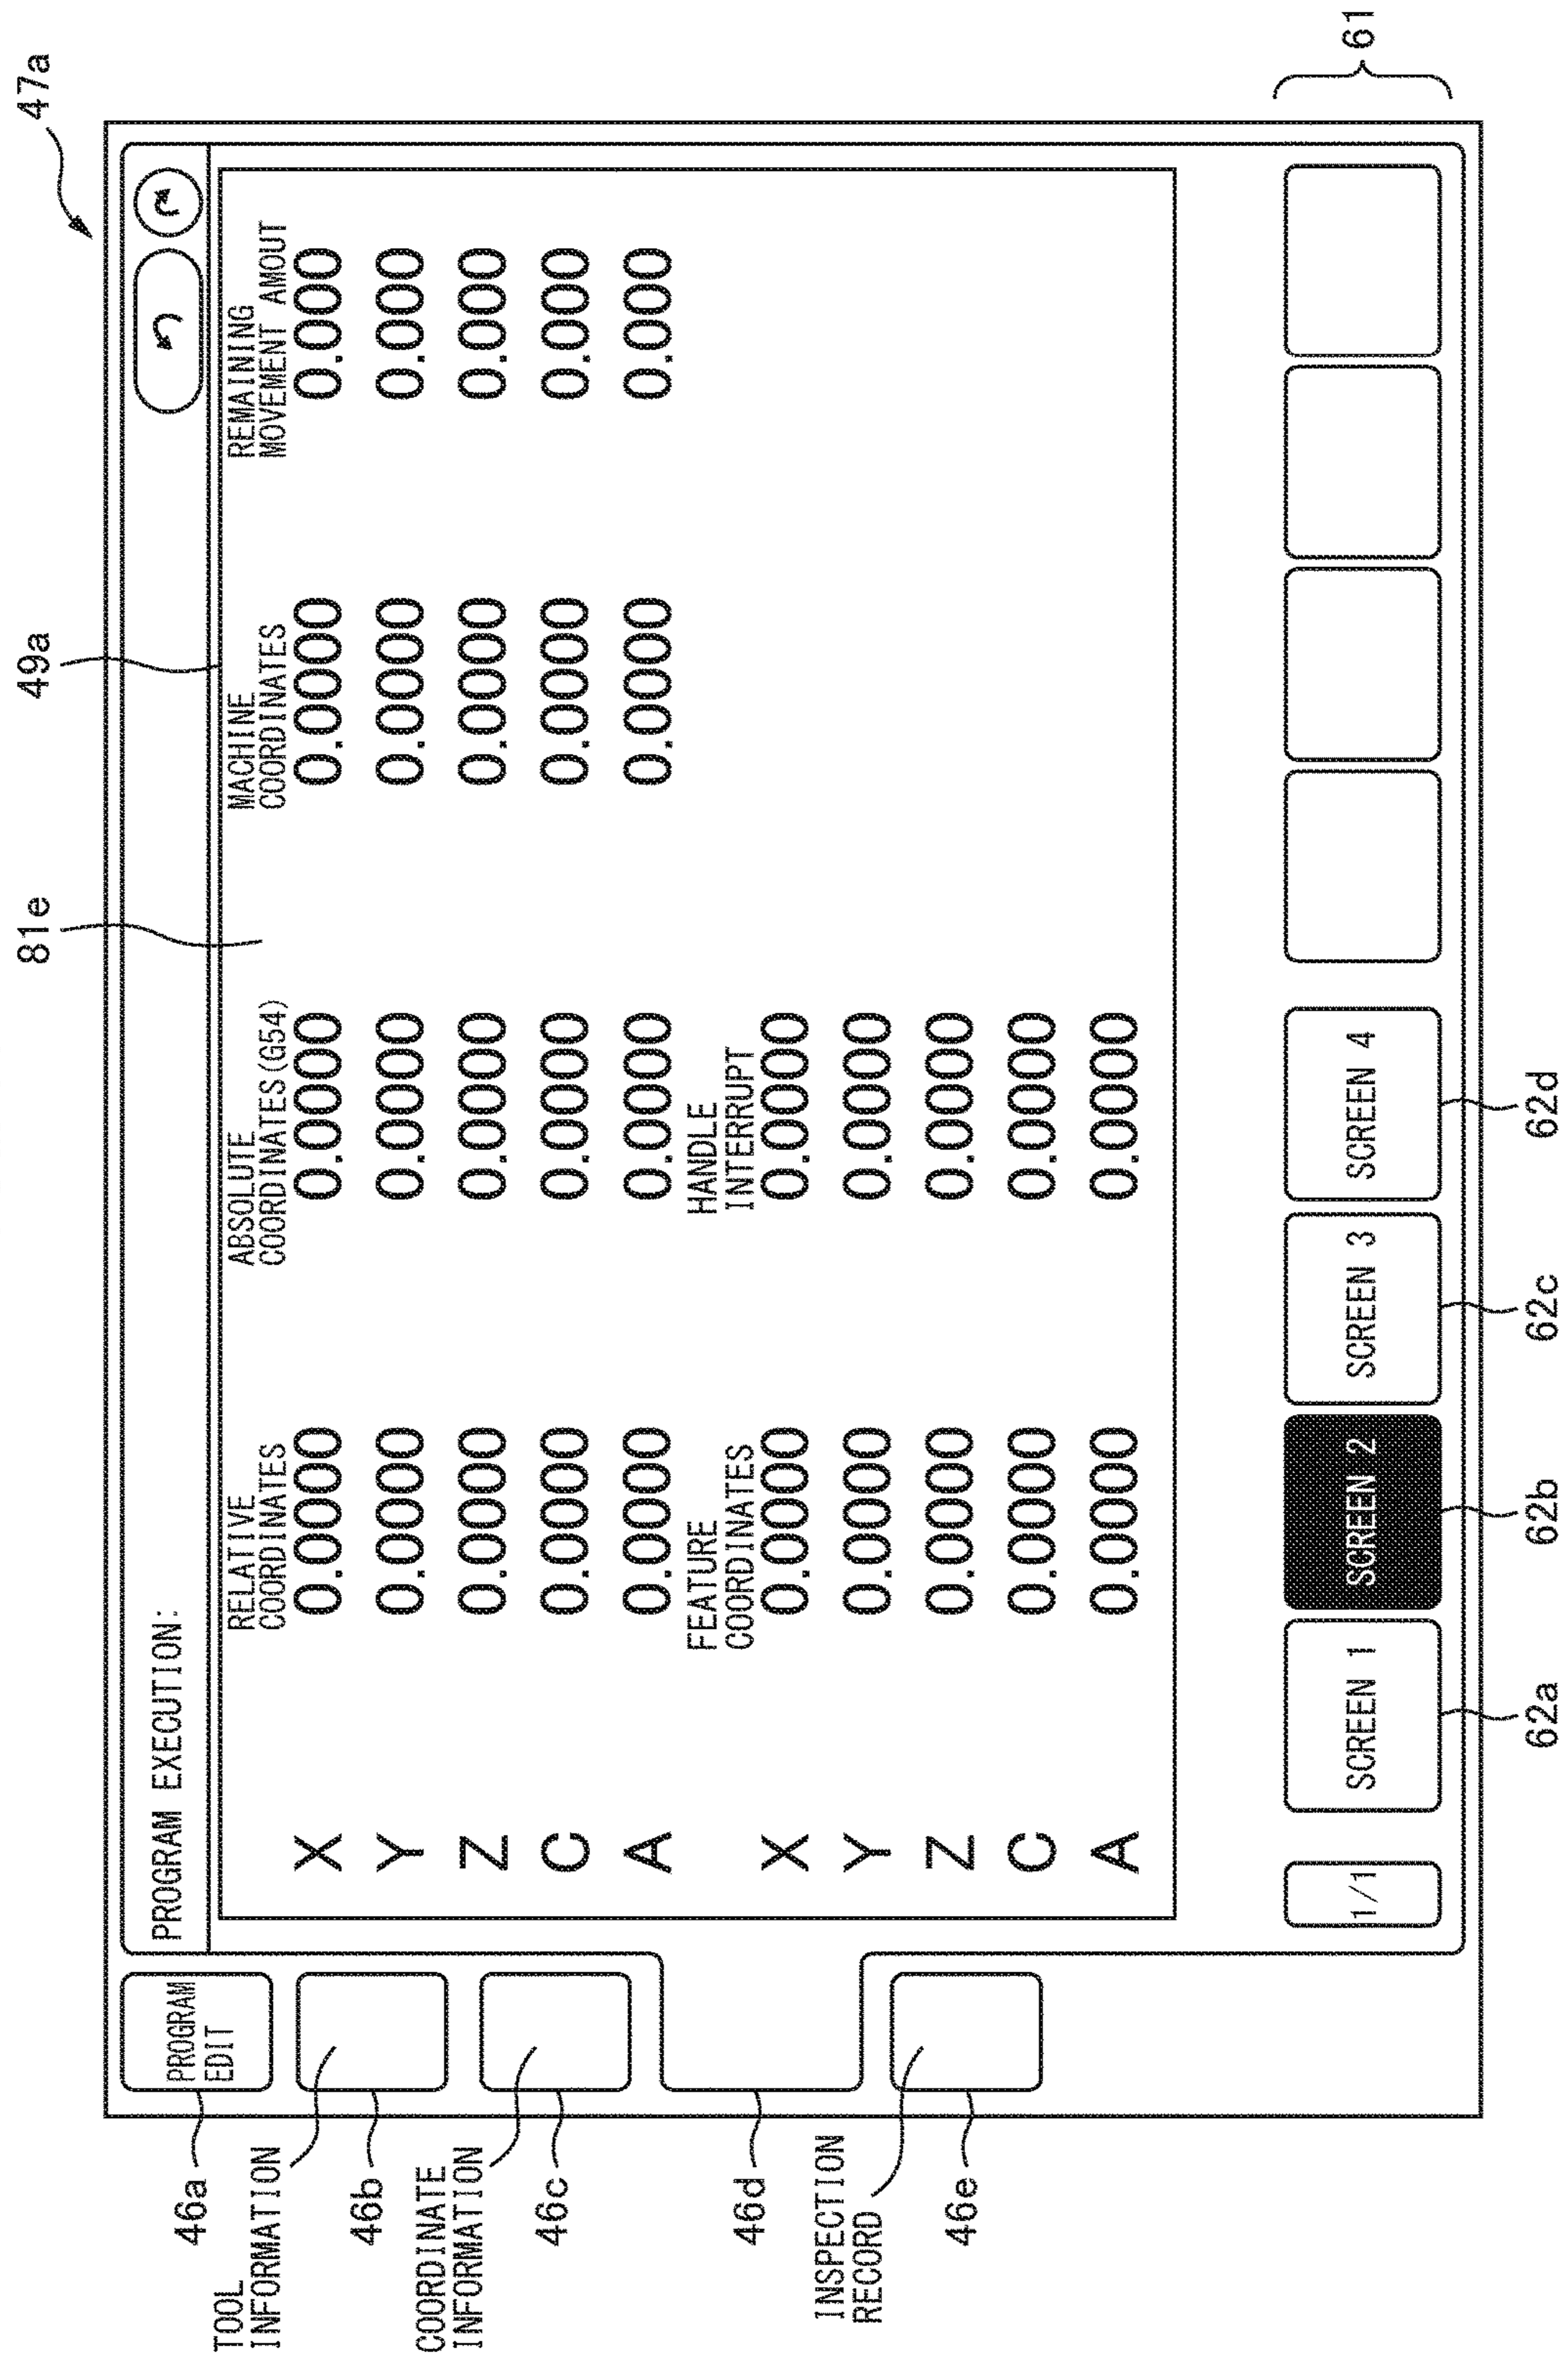 47a
49a
81e
PROGRAM EXECUTION:
46a
PROGRAM
EDIT
TOOL
INFORMATION
46b
COORDINATE
INFORMATION
46c
46d
INSPECTION
RECORD
46e
RELATIVE
COORDINATES
ABSOLUTE
COORDINATES(G54)
MACHINE
COORDINATES
REMAINING
MOVEMENT AMOUT
X 0.0000 0.0000 0.0000 0.000
Y 0.0000 0.0000 0.0000 0.000
Z 0.0000 0.0000 0.0000 0.000
C 0.0000 0.0000 0.0000 0.000
A 0.0000 0.0000 0.0000 0.000
FEATURE
COORDINATES
HANDLE
INTERRUPT
X 0.0000 0.0000
Y 0.0000 0.0000
Z 0.0000 0.0000
C 0.0000 0.0000
A 0.0000 0.0000
1/1 SCREEN 1 SCREEN 2 SCREEN 3 SCREEN 4
61
62a 62b 62c 62d